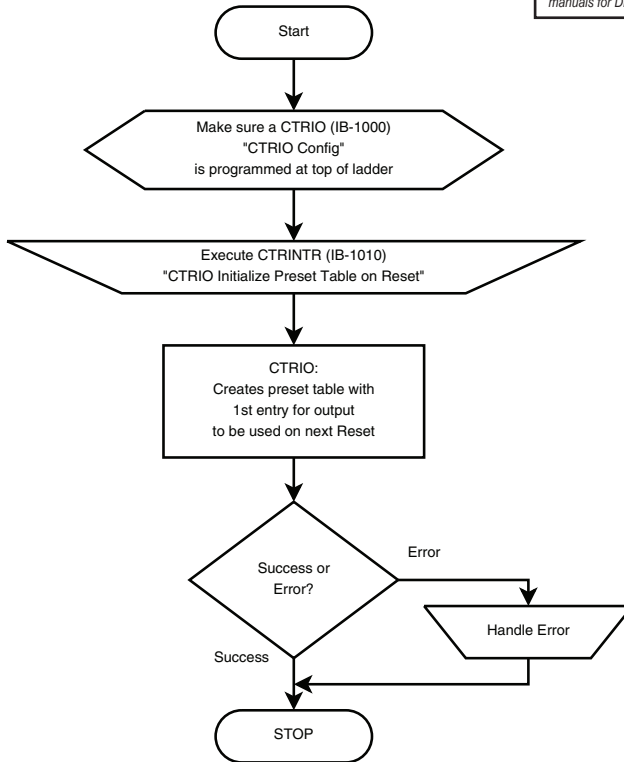 manuals for
Start
Make sure a CTRIO (IB-1000)
"CTRIO Config"
is programmed at top of ladder
Execute CTRINTR (IB-1010)
"CTRIO Initialize Preset Table on Reset"
CTRIO:
Creates preset table with
1st entry for output
to be used on next Reset
Success or
Error?
Error
Handle Error
Success
STOP